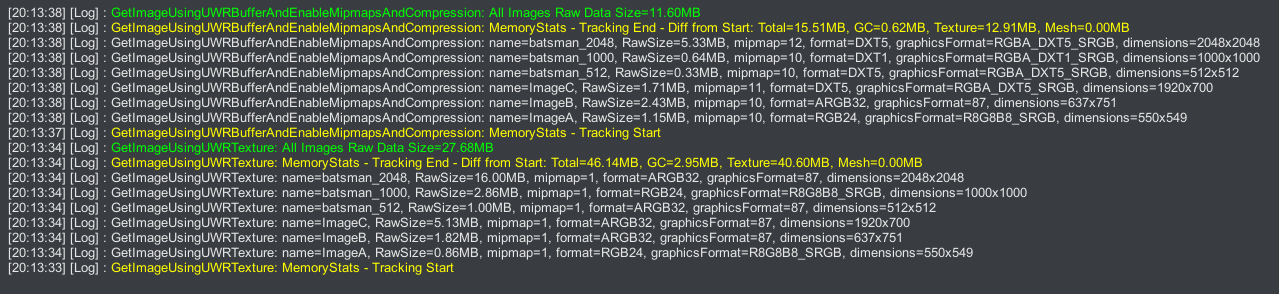 [20:13:38] [Log] : GetImageUsingUWRBufferAndEnableMipmapsAndCompression: All Images Raw Data Size=11.60MB
[20:13:38] [Log] : GetImageUsingUWRBufferAndEnableMipmapsAndCompression: MemoryStats - Tracking End - Diff from Start: Total=15.51MB, GC=0.62MB, Texture=12.91MB, Mesh=0.00MB
[20:13:38] [Log] : GetImageUsingUWRBufferAndEnableMipmapsAndCompression: name=batsman_2048, RawSize=5.33MB, mipmap=12, format=DXT5, graphicsFormat=RGBA_DXT5_SRGB, dimensions=2048x2048
[20:13:38] [Log] : GetImageUsingUWRBufferAndEnableMipmapsAndCompression: name=batsman_1000, RawSize=0.64MB, mipmap=10, format=DXT1, graphicsFormat=RGBA_DXT1_SRGB, dimensions=1000x1000
[20:13:38] [Log] : GetImageUsingUWRBufferAndEnableMipmapsAndCompression: name=batsman_512, RawSize=0.33MB, mipmap=10, format=DXT5, graphicsFormat=RGBA_DXT5_SRGB, dimensions=512x512
[20:13:38] [Log] : GetImageUsingUWRBufferAndEnableMipmapsAndCompression: name=ImageC, RawSize=1.71MB, mipmap=11, format=DXT5, graphicsFormat=RGBA_DXT5_SRGB, dimensions=1920x700
[20:13:38] [Log] : GetImageUsingUWRBufferAndEnableMipmapsAndCompression: name=ImageB, RawSize=2.43MB, mipmap=10, format=ARGB32, graphicsFormat=87, dimensions=637x751
[20:13:38] [Log] : GetImageUsingUWRBufferAndEnableMipmapsAndCompression: name=ImageA, RawSize=1.15MB, mipmap=10, format=RGB24, graphicsFormat=R8G8B8_SRGB, dimensions=550x549
[20:13:37] [Log] : GetImageUsingUWRBufferAndEnableMipmapsAndCompression: MemoryStats - Tracking Start
[20:13:34] [Log] : GetImageUsingUWRTexture: All Images Raw Data Size=27.68MB
[20:13:34] [Log] : GetImageUsingUWRTexture: MemoryStats - Tracking End - Diff from Start: Total=46.14MB, GC=2.95MB, Texture=40.60MB, Mesh=0.00MB
[20:13:34] [Log] : GetImageUsingUWRTexture: name=batsman_2048, RawSize=16.00MB, mipmap=1, format=ARGB32, graphicsFormat=87, dimensions=2048x2048
[20:13:34] [Log] : GetImageUsingUWRTexture: name=batsman_1000, RawSize=2.86MB, mipmap=1, format=RGB24, graphicsFormat=R8G8B8_SRGB, dimensions=1000x1000
[20:13:34] [Log] : GetImageUsingUWRTexture: name=batsman_512, RawSize=1.00MB, mipmap=1, format=ARGB32, graphicsFormat=87, dimensions=512x512
[20:13:34] [Log] : GetImageUsingUWRTexture: name=ImageC, RawSize=5.13MB, mipmap=1, format=ARGB32, graphicsFormat=87, dimensions=1920x700
[20:13:34] [Log] : GetImageUsingUWRTexture: name=ImageB, RawSize=1.82MB, mipmap=1, format=ARGB32, graphicsFormat=87, dimensions=637x751
[20:13:34] [Log] : GetImageUsingUWRTexture: name=ImageA, RawSize=0.86MB, mipmap=1, format=RGB24, graphicsFormat=R8G8B8_SRGB, dimensions=550x549
[20:13:33] [Log] : GetImageUsingUWRTexture: MemoryStats - Tracking Start